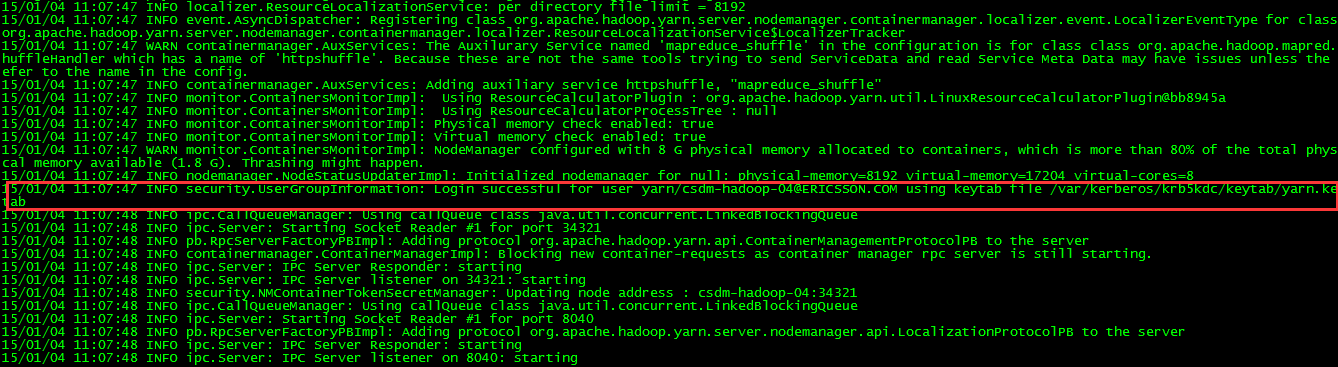 15/01/04 11:07:47 INFO localizer.ResourceLocalizationService: per directory file limit = 8192
15/01/04 11:07:47 INFO event.AsyncDispatcher: Registering class org.apache.hadoop.yarn.server.nodemanager.containermanager.localizer.event.LocalizerEventType for class
org.apache.hadoop.yarn.server.nodemanager.containermanager.localizer.ResourceLocalizationService$LocalizerTracker
15/01/04 11:07:47 WARN containermanager.AuxServices: The Auxilurary Service named 'mapreduce_shuffle' in the configuration is for class class org.apache.hadoop.mapred.
huffleHandler which has a name of 'httpshuffle'. Because these are not the same tools trying to send ServiceData and read Service Meta Data may have issues unless the
efer to the name in the config.
15/01/04 11:07:47 INFO containermanager.AuxServices: Adding auxiliary service httpshuffle, "mapreduce_shuffle"
15/01/04 11:07:47 INFO monitor.ContainersMonitorImpl:  Using ResourceCalculatorPlugin : org.apache.hadoop.yarn.util.LinuxResourceCalculatorPlugin@bb8945a
15/01/04 11:07:47 INFO monitor.ContainersMonitorImpl:  Using ResourceCalculatorProcessTree : null
15/01/04 11:07:47 INFO monitor.ContainersMonitorImpl: Physical memory check enabled: true
15/01/04 11:07:47 INFO monitor.ContainersMonitorImpl: Virtual memory check enabled: true
15/01/04 11:07:47 WARN monitor.ContainersMonitorImpl: NodeManager configured with 8 G physical memory allocated to containers, which is more than 80% of the total phys
cal memory available (1.8 G). Thrashing might happen.
15/01/04 11:07:47 INFO nodemanager.NodeStatusUpdaterImpl: Initialized nodemanager for null: physical-memory=8192 virtual-memory=17204 virtual-cores=8
15/01/04 11:07:47 INFO security.UserGroupInformation: Login successful for user yarn/csdm-hadoop-04@ERICSSON.COM using keytab file /var/kerberos/krb5kdc/keytab/yarn.ke
tab
15/01/04 11:07:48 INFO ipc.CallQueueManager: Using callQueue class java.util.concurrent.LinkedBlockingQueue
15/01/04 11:07:48 INFO ipc.Server: Starting Socket Reader #1 for port 34321
15/01/04 11:07:48 INFO pb.RpcServerFactoryPBImpl: Adding protocol org.apache.hadoop.yarn.api.ContainerManagementProtocolPB to the server
15/01/04 11:07:48 INFO containermanager.ContainerManagerImpl: Blocking new container-requests as container manager rpc server is still starting.
15/01/04 11:07:48 INFO ipc.Server: IPC Server Responder: starting
15/01/04 11:07:48 INFO ipc.Server: IPC Server listener on 34321: starting
15/01/04 11:07:48 INFO security.NMContainerTokenSecretManager: Updating node address : csdm-hadoop-04:34321
15/01/04 11:07:48 INFO ipc.CallQueueManager: Using callQueue class java.util.concurrent.LinkedBlockingQueue
15/01/04 11:07:48 INFO ipc.Server: Starting Socket Reader #1 for port 8040
15/01/04 11:07:48 INFO pb.RpcServerFactoryPBImpl: Adding protocol org.apache.hadoop.yarn.server.nodemanager.api.LocalizationProtocolPB to the server
15/01/04 11:07:48 INFO ipc.Server: IPC Server Responder: starting
15/01/04 11:07:48 INFO ipc.Server: IPC Server listener on 8040: starting